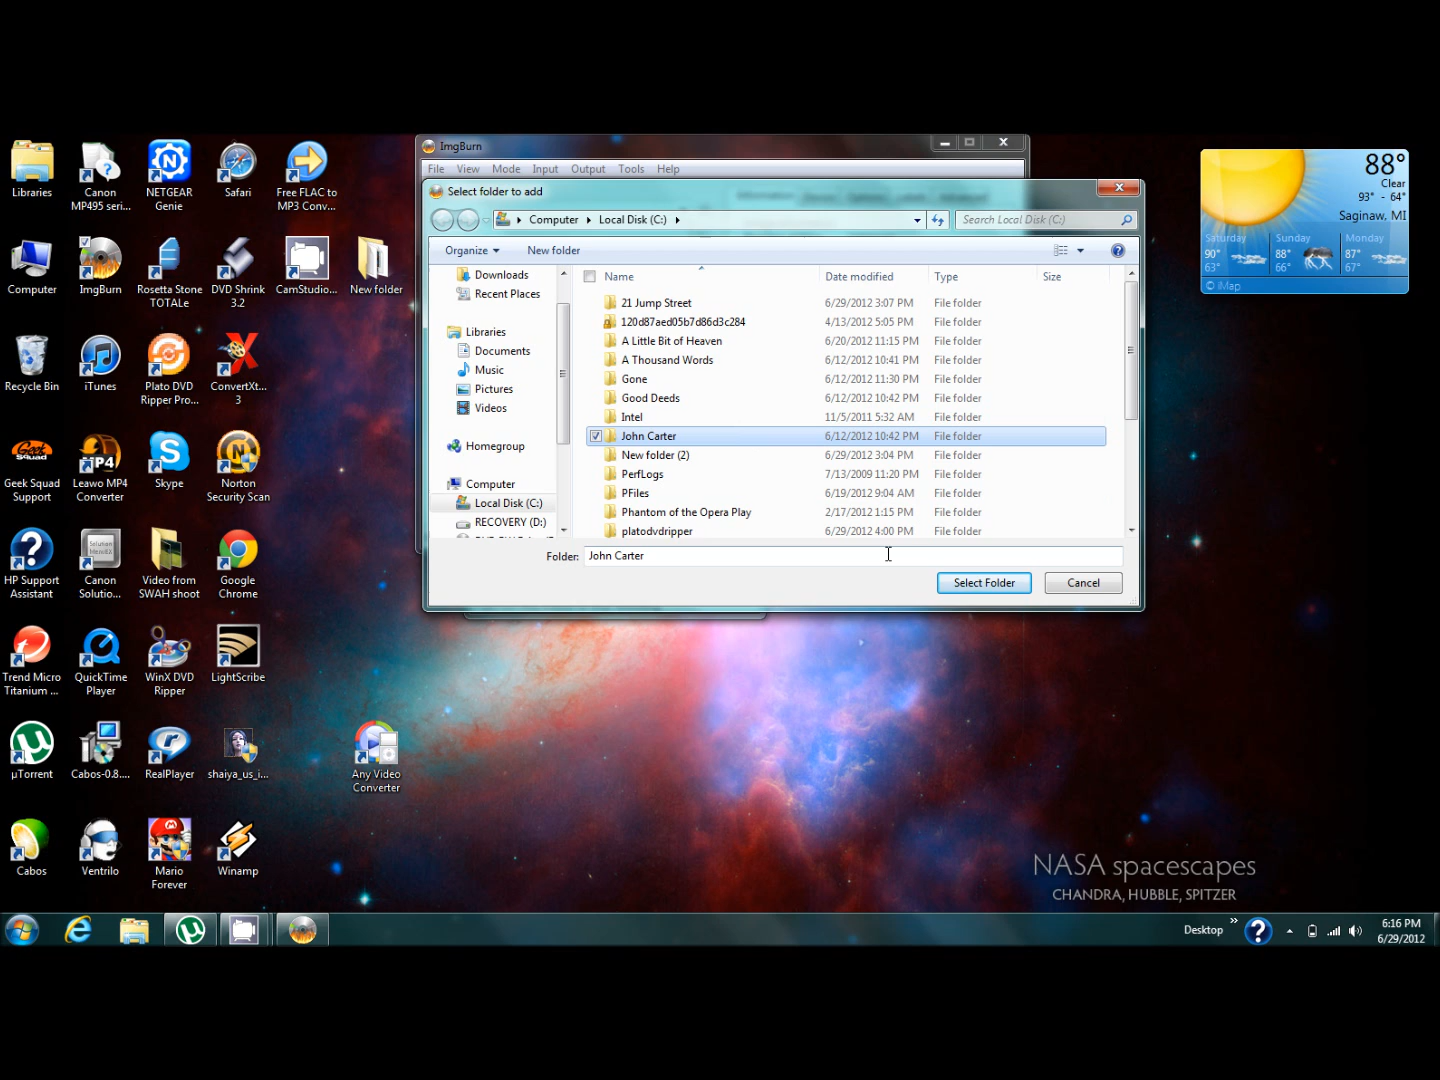 Libraries
Canon
MP495 seri...
NETGEAR
Genie
Safari
Free FLAC to
MP3 Conv...
Computer
ImgBurn
Rosetta Stone
TOTALe
DVD Shrink
3.2
CamStudio...
New folder
Recycle Bin
iTunes
Plato DVD
Ripper Pro...
ConvertXt...
3
Geek Squad
Support
Leawo MP4
Converter
Skype
Norton
Security Scan
HP Support
Assistant
Canon
Solutio...
Video from
SWAH shoot
Google
Chrome
Trend Micro
Titanium ...
QuickTime
Player
WinX DVD
Ripper
LightScribe
µTorrent
Cabos-0.8....
RealPlayer
shaiya_us_i...
Any Video
Converter
Cabos
Ventrilo
Mario
Forever
Winamp
ImgBurn
File View Mode Input Output Tools Help
Select folder to add
Computer Local Disk (C:)
Search Local Disk (C:)
Organize New folder
Downloads
Recent Places
Libraries
Documents
Music
Pictures
Videos
Homegroup
Computer
Local Disk (C:)
RECOVERY (D:)
Name Date modified Type Size
21 Jump Street 6/29/2012 3:07 PM File folder
120d87aed05b7d86d3c284 4/13/2012 5:05 PM File folder
A Little Bit of Heaven 6/20/2012 11:15 PM File folder
A Thousand Words 6/12/2012 10:41 PM File folder
Gone 6/12/2012 11:30 PM File folder
Good Deeds 6/12/2012 10:42 PM File folder
Intel 11/5/2011 5:32 AM File folder
John Carter 6/12/2012 10:42 PM File folder
New folder (2) 6/29/2012 3:04 PM File folder
PerfLogs 7/13/2009 11:20 PM File folder
PFiles 6/19/2012 9:04 AM File folder
Phantom of the Opera Play 2/17/2012 1:15 PM File folder
platodvdripper 6/29/2012 4:00 PM File folder
Folder: John Carter
Select Folder Cancel
88°
Clear
93° - 64°
Saginaw, MI
Saturday Sunday Monday
90° 88° 87°
63° 66° 67°
© iMap
NASA spacescapes
CHANDRA, HUBBLE, SPITZER
Desktop
6:16 PM
6/29/2012